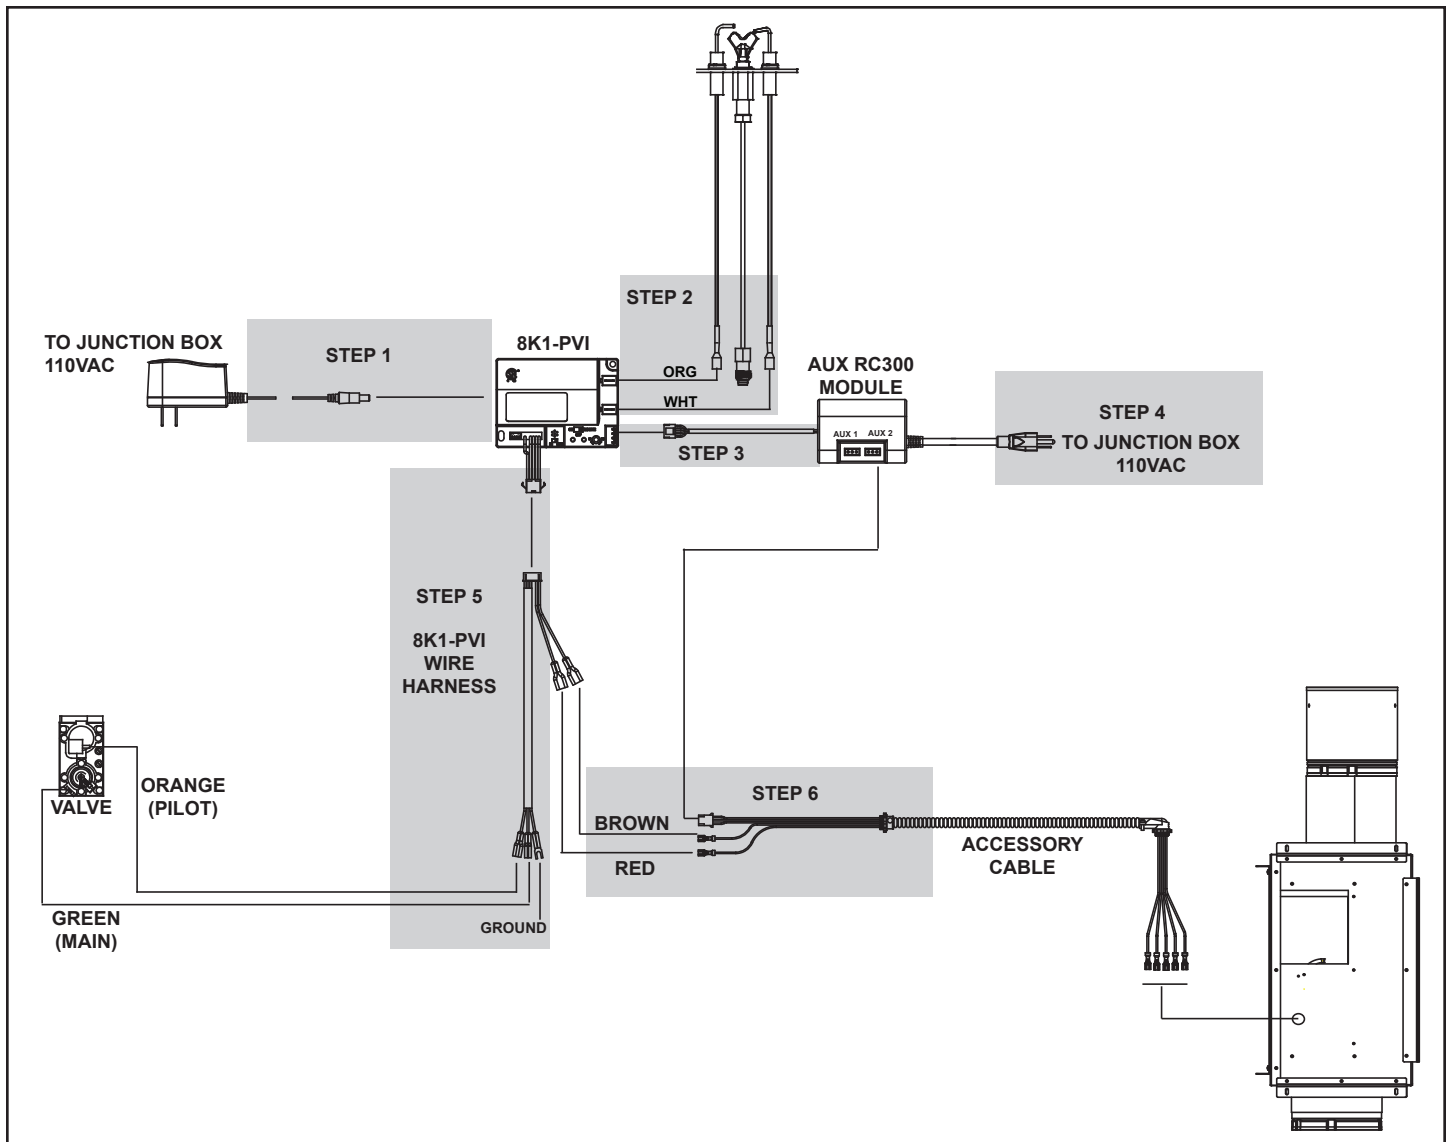 STEP 2
TO JUNCTION BOX
110VAC
STEP 1
8K1-PVI
ORG
WHT
AUX RC300
MODULE
AUX 1 AUX 2
STEP 3
STEP 4
TO JUNCTION BOX
110VAC
STEP 5
8K1-PVI
WIRE
HARNESS
VALVE
ORANGE
(PILOT)
GREEN
(MAIN)
GROUND
STEP 6
BROWN
RED
ACCESSORY
CABLE